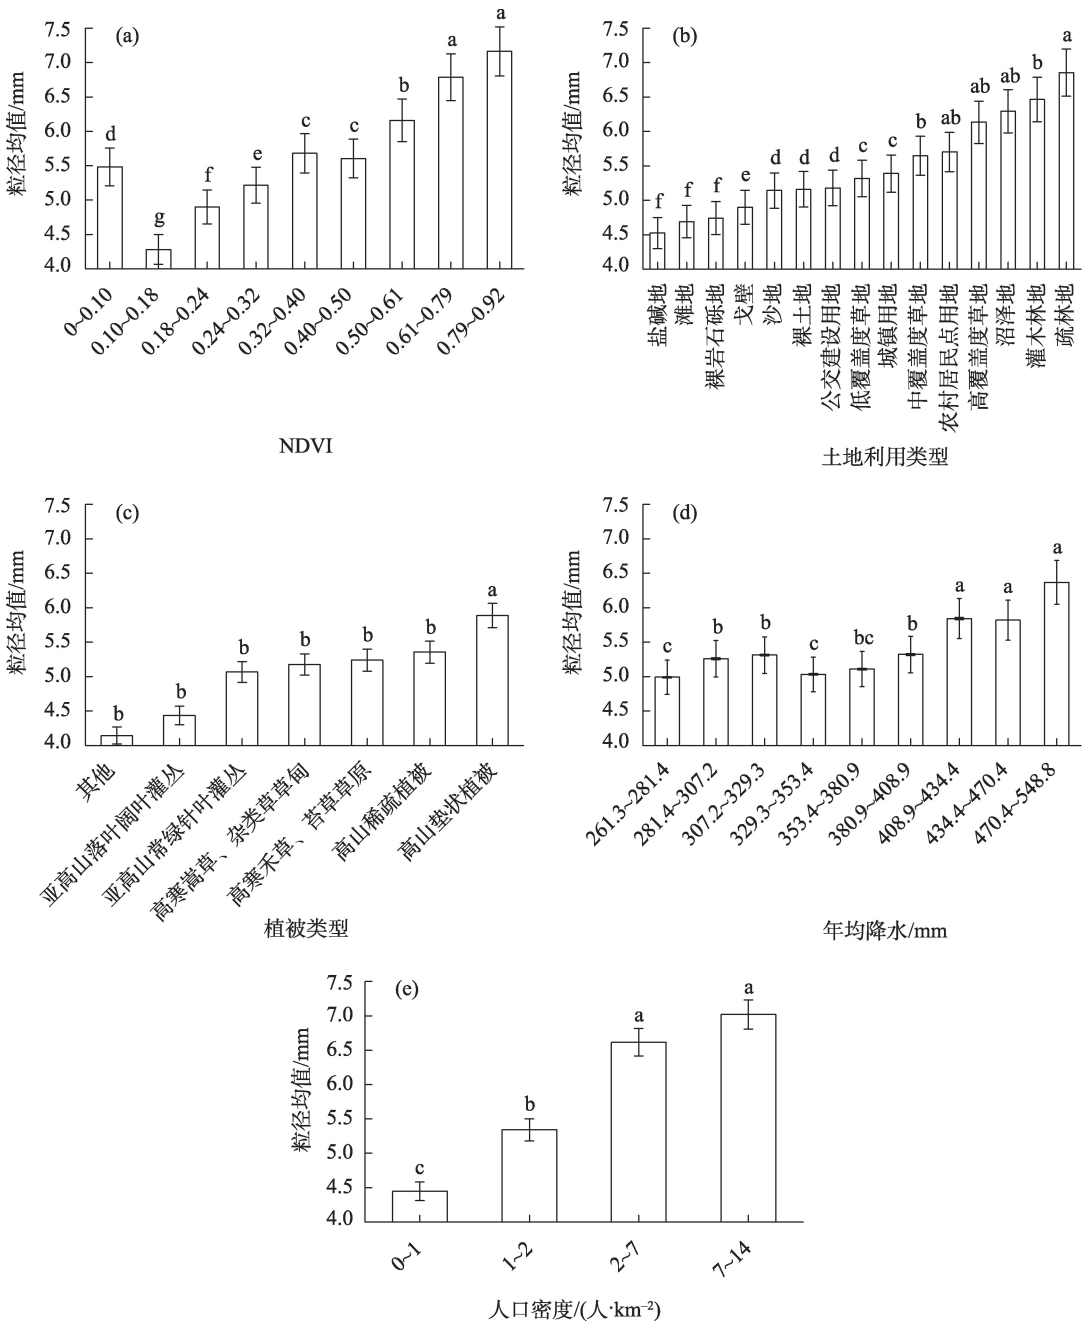 (a)
粒径均值/mm
7.5
7.0
6.5
6.0
5.5
5.0
4.5
4.0
d
g
f
e
c
c
b
a
a
0~0.10
0.10~0.18
0.18~0.24
0.24~0.32
0.32~0.40
0.40~0.50
0.50~0.61
0.61~0.79
0.79~0.92
NDVI
(b)
粒径均值/mm
7.5
7.0
6.5
6.0
5.5
5.0
4.5
4.0
f
f
f
e
d
d
d
c
c
b
ab
ab
ab
b
a
盐碱地
滩地
裸岩石砾地
戈壁
沙地
裸土地
公交建设用地
低覆盖度草地
城镇用地
中覆盖度草地
农村居民点用地
高覆盖度草地
沼泽地
灌木林地
疏林地
土地利用类型
(c)
粒径均值/mm
7.5
7.0
6.5
6.0
5.5
5.0
4.5
4.0
b
b
b
b
b
b
a
其他
亚高山落叶阔叶灌丛
亚高山常绿针叶灌丛
高寒嵩草、杂类草草甸
高寒禾草、苔草草原
高山稀疏植被
高山垫状植被
植被类型
(d)
粒径均值/mm
7.5
7.0
6.5
6.0
5.5
5.0
4.5
4.0
c
b
b
c
bc
b
a
a
a
261.3~281.4
281.4~307.2
307.2~329.3
329.3~353.4
353.4~380.9
380.9~408.9
408.9~434.4
434.4~470.4
470.4~548.8
年均降水/mm
(e)
粒径均值/mm
7.5
7.0
6.5
6.0
5.5
5.0
4.5
4.0
c
b
a
a
0~1
1~2
2~7
7~14
人口密度/(人·km⁻²)